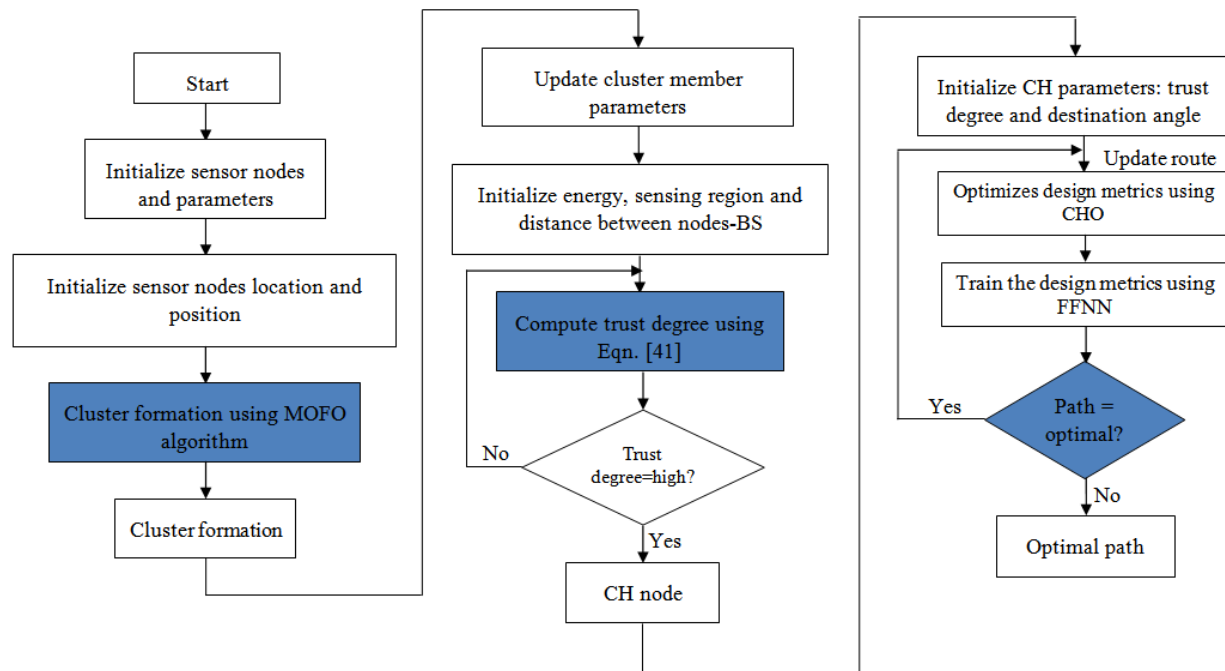 Start
Initialize sensor nodes
and parameters
Initialize sensor nodes location and
position
Cluster formation using MOFO
algorithm
Cluster formation
Update cluster member
parameters
Initialize energy, sensing region and
distance between nodes-BS
Compute trust degree using
Eqn. [41]
No
Trust
degree=high?
Yes
CH node
Initialize CH parameters: trust
degree and destination angle
Update route
Optimizes design metrics using
CHO
Train the design metrics using
FFNN
Yes
Path =
optimal?
No
Optimal path